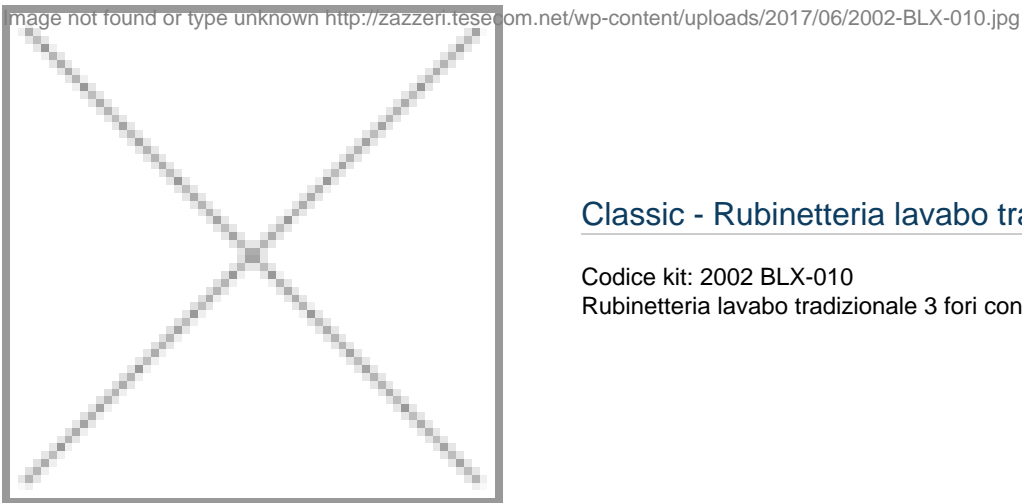 Image not found or type unknown http://zazzeri.tesecom.net/wp-content/uploads/2017/06/2002-BLX-010.jpg
Classic - Rubinetteria lavabo tra
Codice kit: 2002 BLX-010
Rubinetteria lavabo tradizionale 3 fori con